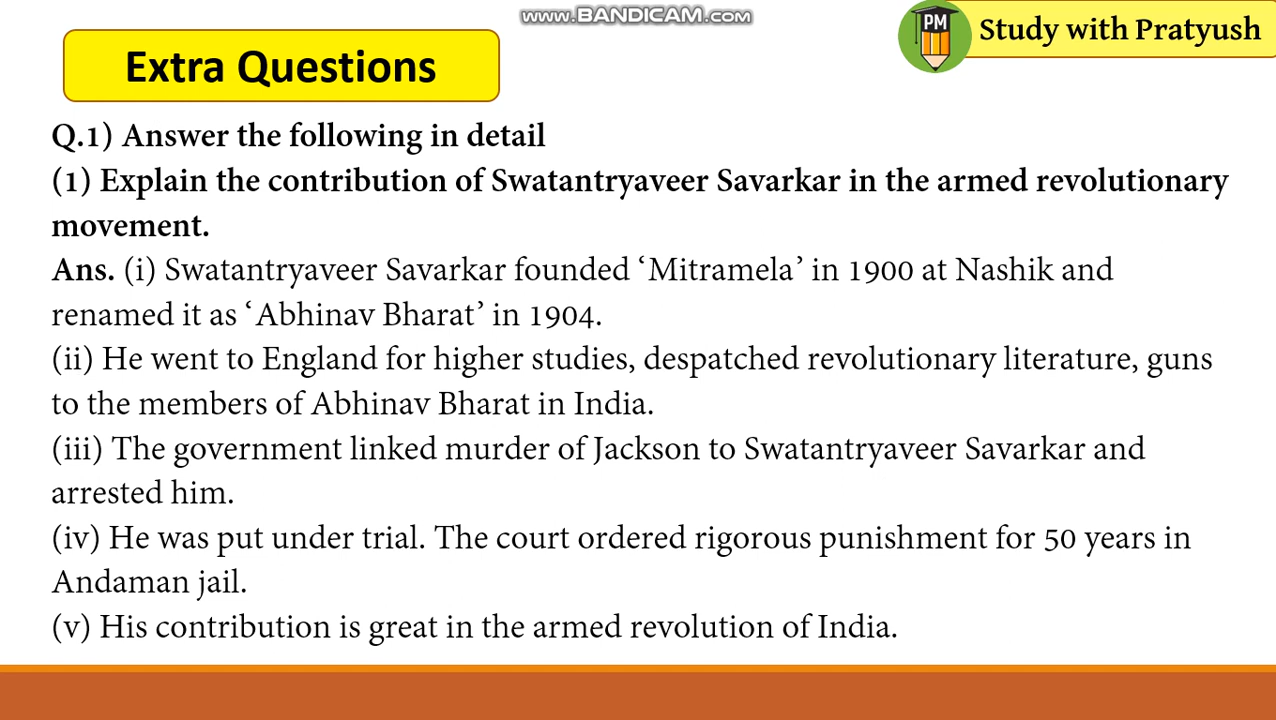 www.BANDICAM.com
PM
Study with Pratyush
Extra Questions
Q.1) Answer the following in detail
(1) Explain the contribution of Swatantryaveer Savarkar in the armed revolutionary
movement.
Ans. (i) Swatantryaveer Savarkar founded ‘Mitramela’ in 1900 at Nashik and
renamed it as ‘Abhinav Bharat’ in 1904.
(ii) He went to England for higher studies, despatched revolutionary literature, guns
to the members of Abhinav Bharat in India.
(iii) The government linked murder of Jackson to Swatantryaveer Savarkar and
arrested him.
(iv) He was put under trial. The court ordered rigorous punishment for 50 years in
Andaman jail.
(v) His contribution is great in the armed revolution of India.